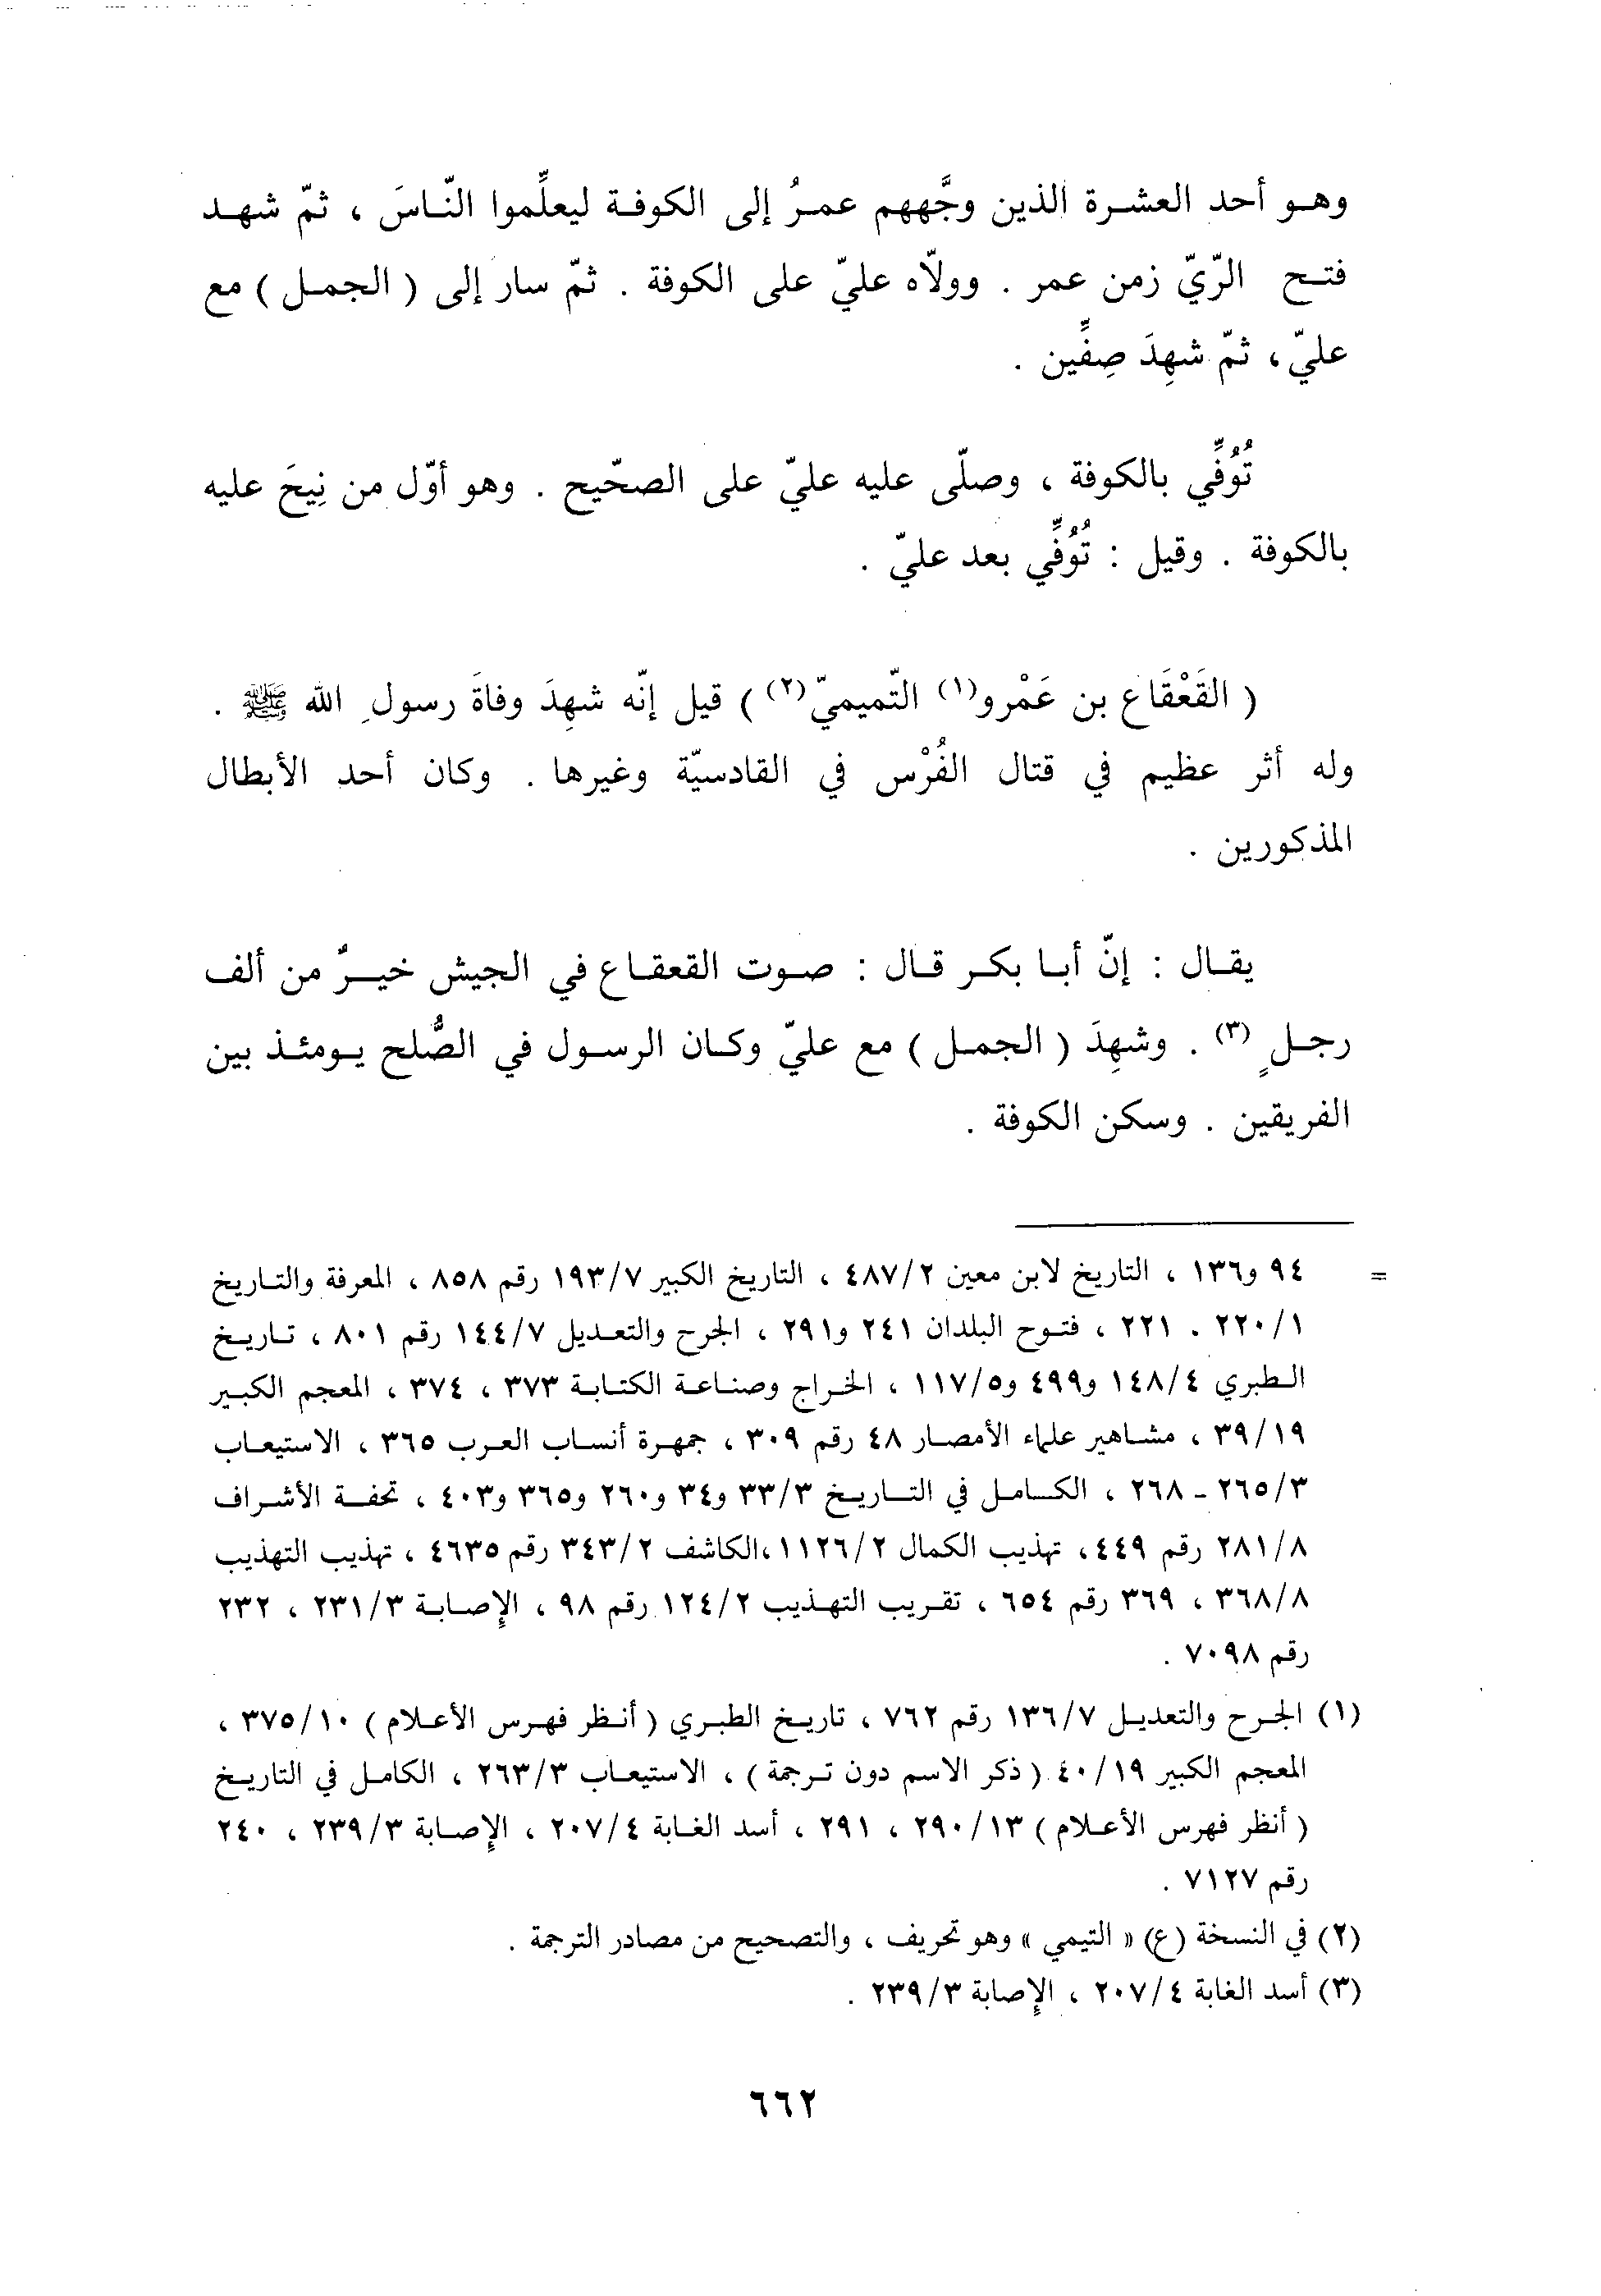 وهو أحد العشرة الذين وجَّههم عمرُ إلى الكوفة ليعلِّموا النّاسَ ، ثمّ شهد
فتح الرّيّ زمن عمر . وولاّه عليّ على الكوفة . ثمّ سار إلى ( الجمل ) مع
عليّ ، ثمّ شهِدَ صِفِّين .
تُوُفِّي بالكوفة ، وصلّى عليه عليّ على الصحّيح . وهو أوّل من نِيحَ عليه
بالكوفة . وقيل : تُوُفِّي بعد عليّ .
( القَعْقَاع بن عَمْرو(١) التّميميّ(٢) ) قيل إنّه شهِدَ وفاةَ رسولِ الله ﷺ .
وله أثر عظيم في قتال الفُرْس في القادسيّة وغيرها . وكان أحد الأبطال
المذكورين .
يقال : إنّ أبا بكر قال : صوت القعقاع في الجيش خيرٌ من ألف
رجلٍ (٣) . وشهِدَ ( الجمل ) مع عليّ وكان الرسول في الصُّلح يومئذ بين
الفريقين . وسكن الكوفة .
= ٩٤ و١٣٦ ، التاريخ لابن معين ٤٨٧/٢ ، التاريخ الكبير ١٩٣/٧ رقم ٨٥٨ ، المعرفة والتاريخ
٢٢٠/١ . ٢٢١ ، فتوح البلدان ٢٤١ و٢٩١ ، الجرح والتعديل ١٤٤/٧ رقم ٨٠١ ، تاريخ
الطبري ١٤٨/٤ و٤٩٩ و١١٧/٥ ، الخراج وصناعة الكتابة ٣٧٣ ، ٣٧٤ ، المعجم الكبير
٣٩/١٩ ، مشاهير علماء الأمصار ٤٨ رقم ٣٠٩ ، جمهرة أنساب العرب ٣٦٥ ، الاستيعاب
٢٦٥/٣ - ٢٦٨ ، الكامل في التاريخ ٣٣/٣ و٣٤ و٢٦٠ و٣٦٥ و٤٠٣ ، تحفة الأشراف
٢٨١/٨ رقم ٤٤٩ ، تهذيب الكمال ١١٢٦/٢ ، الكاشف ٣٤٣/٢ رقم ٤٦٣٥ ، تهذيب التهذيب
٣٦٨/٨ ، ٣٦٩ رقم ٦٥٤ ، تقريب التهذيب ١٢٤/٢ رقم ٩٨ ، الإصابة ٢٣١/٣ ، ٢٣٢
رقم ٧٠٩٨ .
(١) الجرح والتعديل ١٣٦/٧ رقم ٧٦٢ ، تاريخ الطبري ( أنظر فهرس الأعلام ) ٣٧٥/١٠ ،
المعجم الكبير ٤٠/١٩ ( ذكر الاسم دون ترجمة ) ، الاستيعاب ٢٦٣/٣ ، الكامل في التاريخ
( أنظر فهرس الأعلام ) ٢٩٠/١٣ ، ٢٩١ ، أسد الغابة ٢٠٧/٤ ، الإصابة ٢٣٩/٣ ، ٢٤٠
رقم ٧١٢٧ .
(٢) في النسخة (ع) « التيمي » وهو تحريف ، والتصحيح من مصادر الترجمة .
(٣) أسد الغابة ٢٠٧/٤ ، الإصابة ٢٣٩/٣ .
٦٦٢